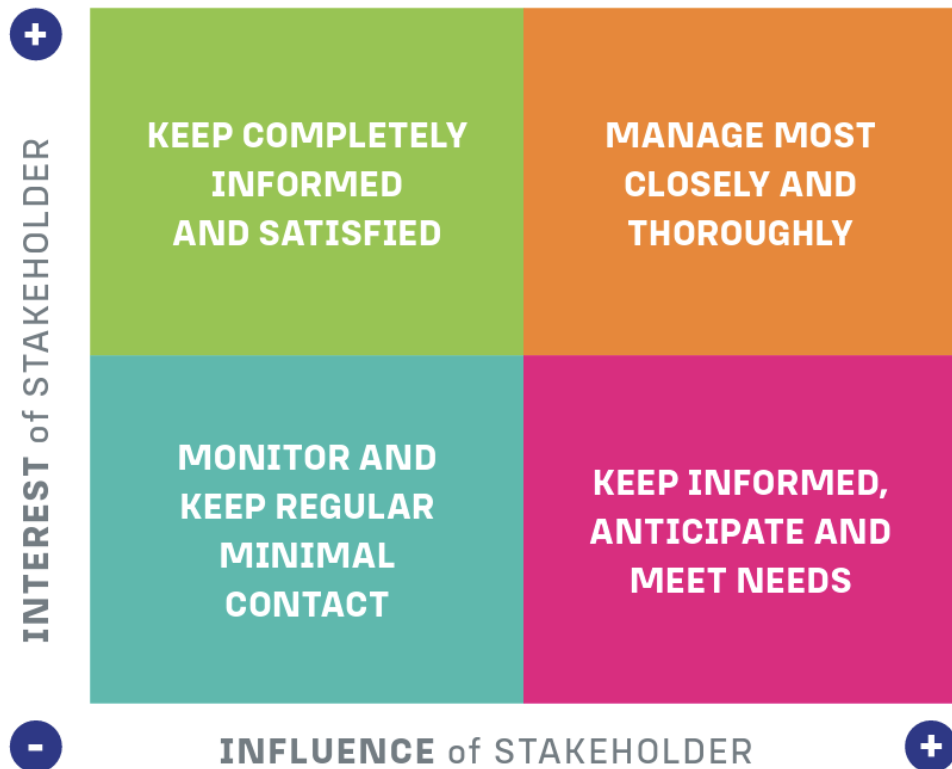 +
INTEREST of STAKEHOLDER
KEEP COMPLETELY
INFORMED
AND SATISFIED
MANAGE MOST
CLOSELY AND
THOROUGHLY
MONITOR AND
KEEP REGULAR
MINIMAL
CONTACT
KEEP INFORMED,
ANTICIPATE AND
MEET NEEDS
-
INFLUENCE of STAKEHOLDER
+